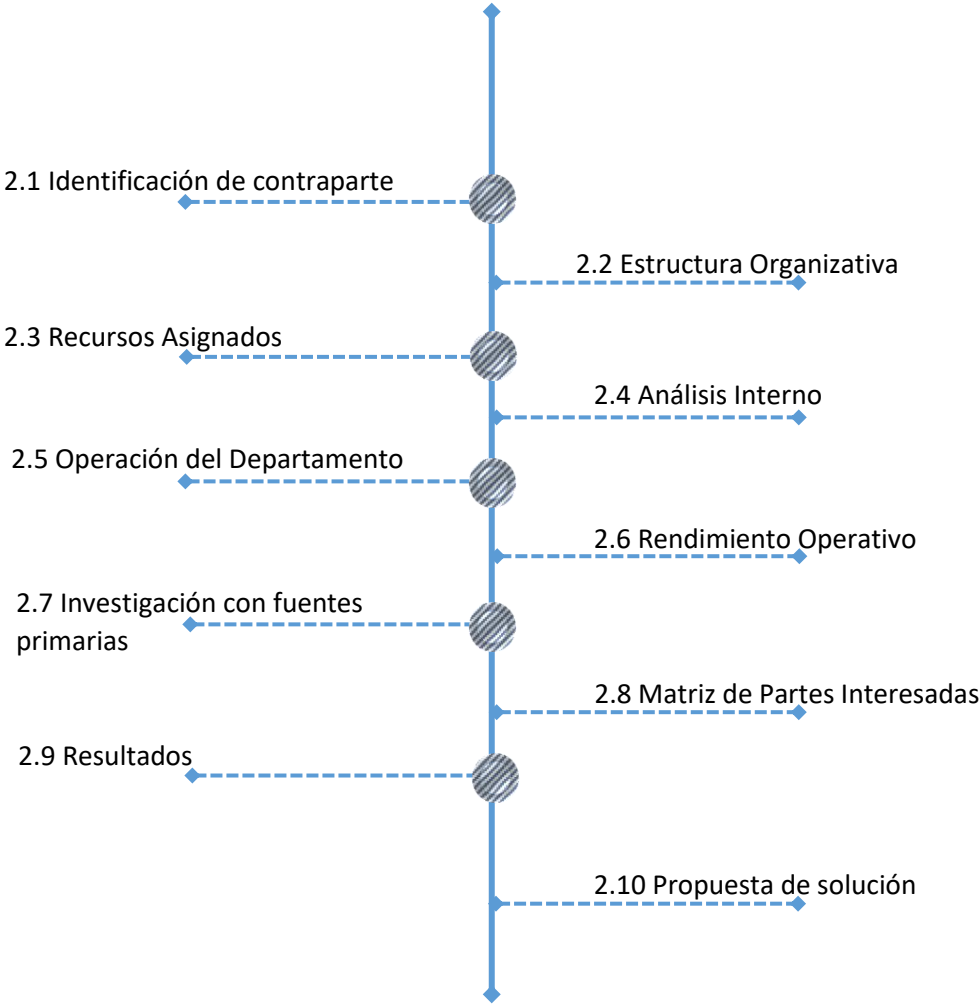 2.1 Identificación de contraparte
2.2 Estructura Organizativa
2.3 Recursos Asignados
2.4 Análisis Interno
2.5 Operación del Departamento
2.6 Rendimiento Operativo
2.7 Investigación con fuentes
primarias
2.8 Matriz de Partes Interesadas
2.9 Resultados
2.10 Propuesta de solución